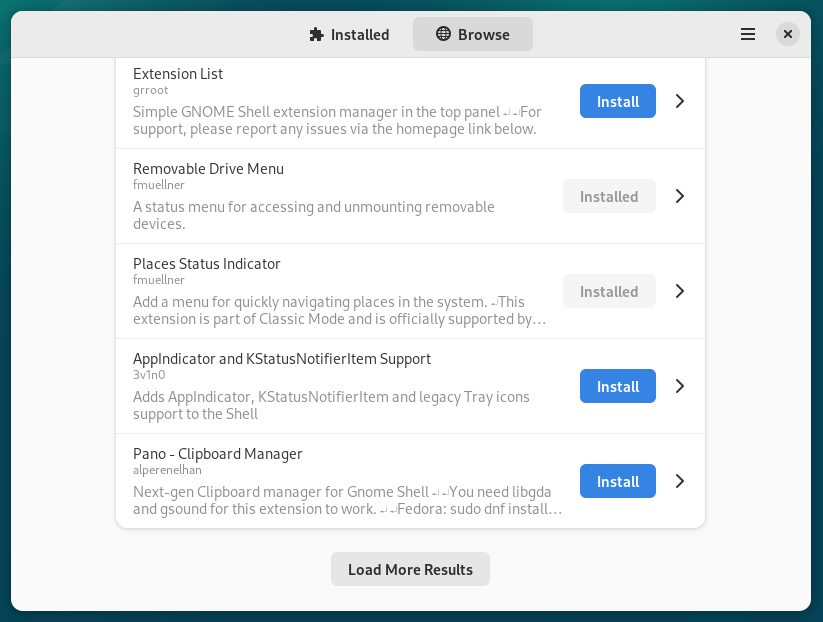 Installed
Browse
Extension List
grroot
Simple GNOME Shell extension manager in the top panel ↵ ↵For
support, please report any issues via the homepage link below.
Install
Removable Drive Menu
fmuellner
A status menu for accessing and unmounting removable
devices.
Installed
Places Status Indicator
fmuellner
Add a menu for quickly navigating places in the system. ↵This
extension is part of Classic Mode and is officially supported by…
Installed
AppIndicator and KStatusNotifierItem Support
3v1n0
Adds AppIndicator, KStatusNotifierItem and legacy Tray icons
support to the Shell
Install
Pano - Clipboard Manager
alperenelhan
Next-gen Clipboard manager for Gnome Shell ↵ ↵You need libgda
and gsound for this extension to work. ↵ ↵Fedora: sudo dnf install…
Install
Load More Results